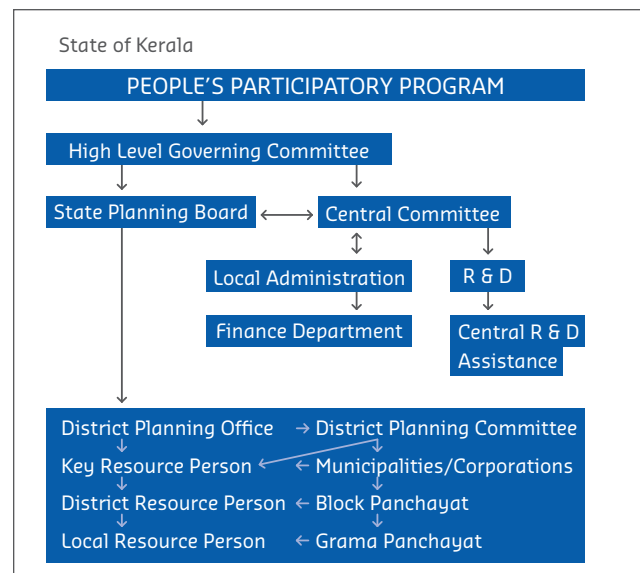 State of Kerala
PEOPLE'S PARTICIPATORY PROGRAM
High Level Governing Committee
State Planning Board
Central Committee
Local Administration
R & D
Finance Department
Central R & D
Assistance
District Planning Office
District Planning Committee
Key Resource Person
Municipalities/Corporations
District Resource Person
Block Panchayat
Local Resource Person
Grama Panchayat